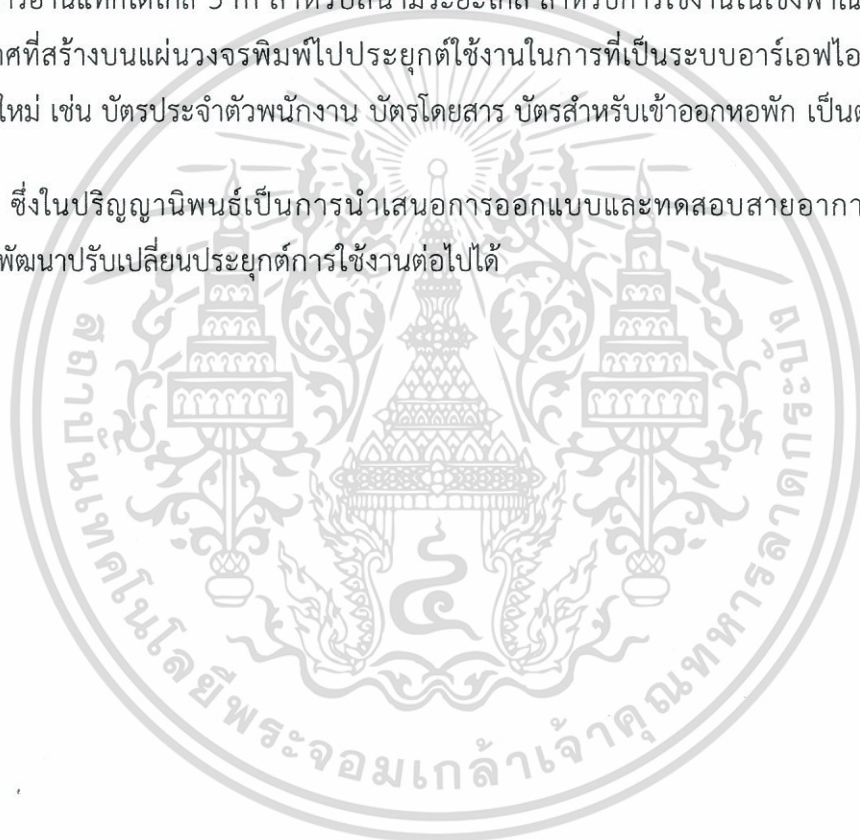 ศที่สร้างบนแผ่นวงจรพิมพ์ไปประยุกต์ใช้งานในการที่เป็นระบบอาร์เอฟไอ
ใหม่ เช่น บัตรประจำตัวพนักงาน บัตรโดยสาร บัตรสำหรับเข้าออกหอพัก เป็นต้
ซึ่งในปริญญานิพนธ์เป็นการนำเสนอการออกแบบและทดสอบสายอากา
พัฒนาปรับเปลี่ยนประยุกต์การใช้งานต่อไปได้
สถาบันเทคโนโลยีพระจอมเกล้าเจ้าคุณทหารลาดกระบัง
๔